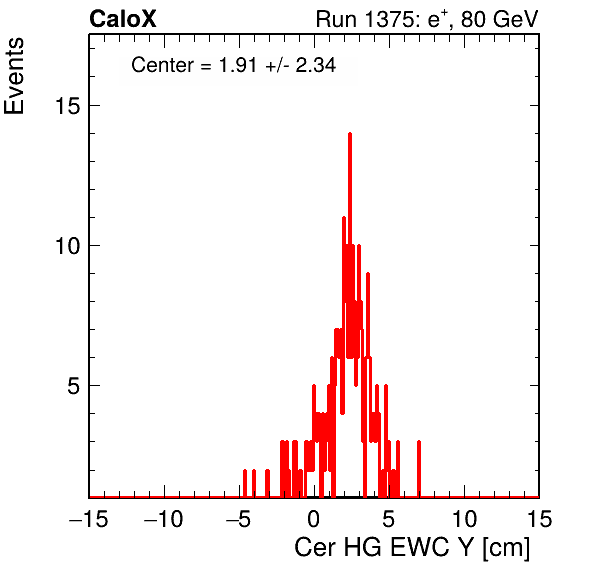 CaloX Run 1375: e⁺, 80 GeV
Center = 1.91 +/- 2.34
Events
15
10
5
−15 −10 −5 0 5 10 15
Cer HG EWC Y [cm]